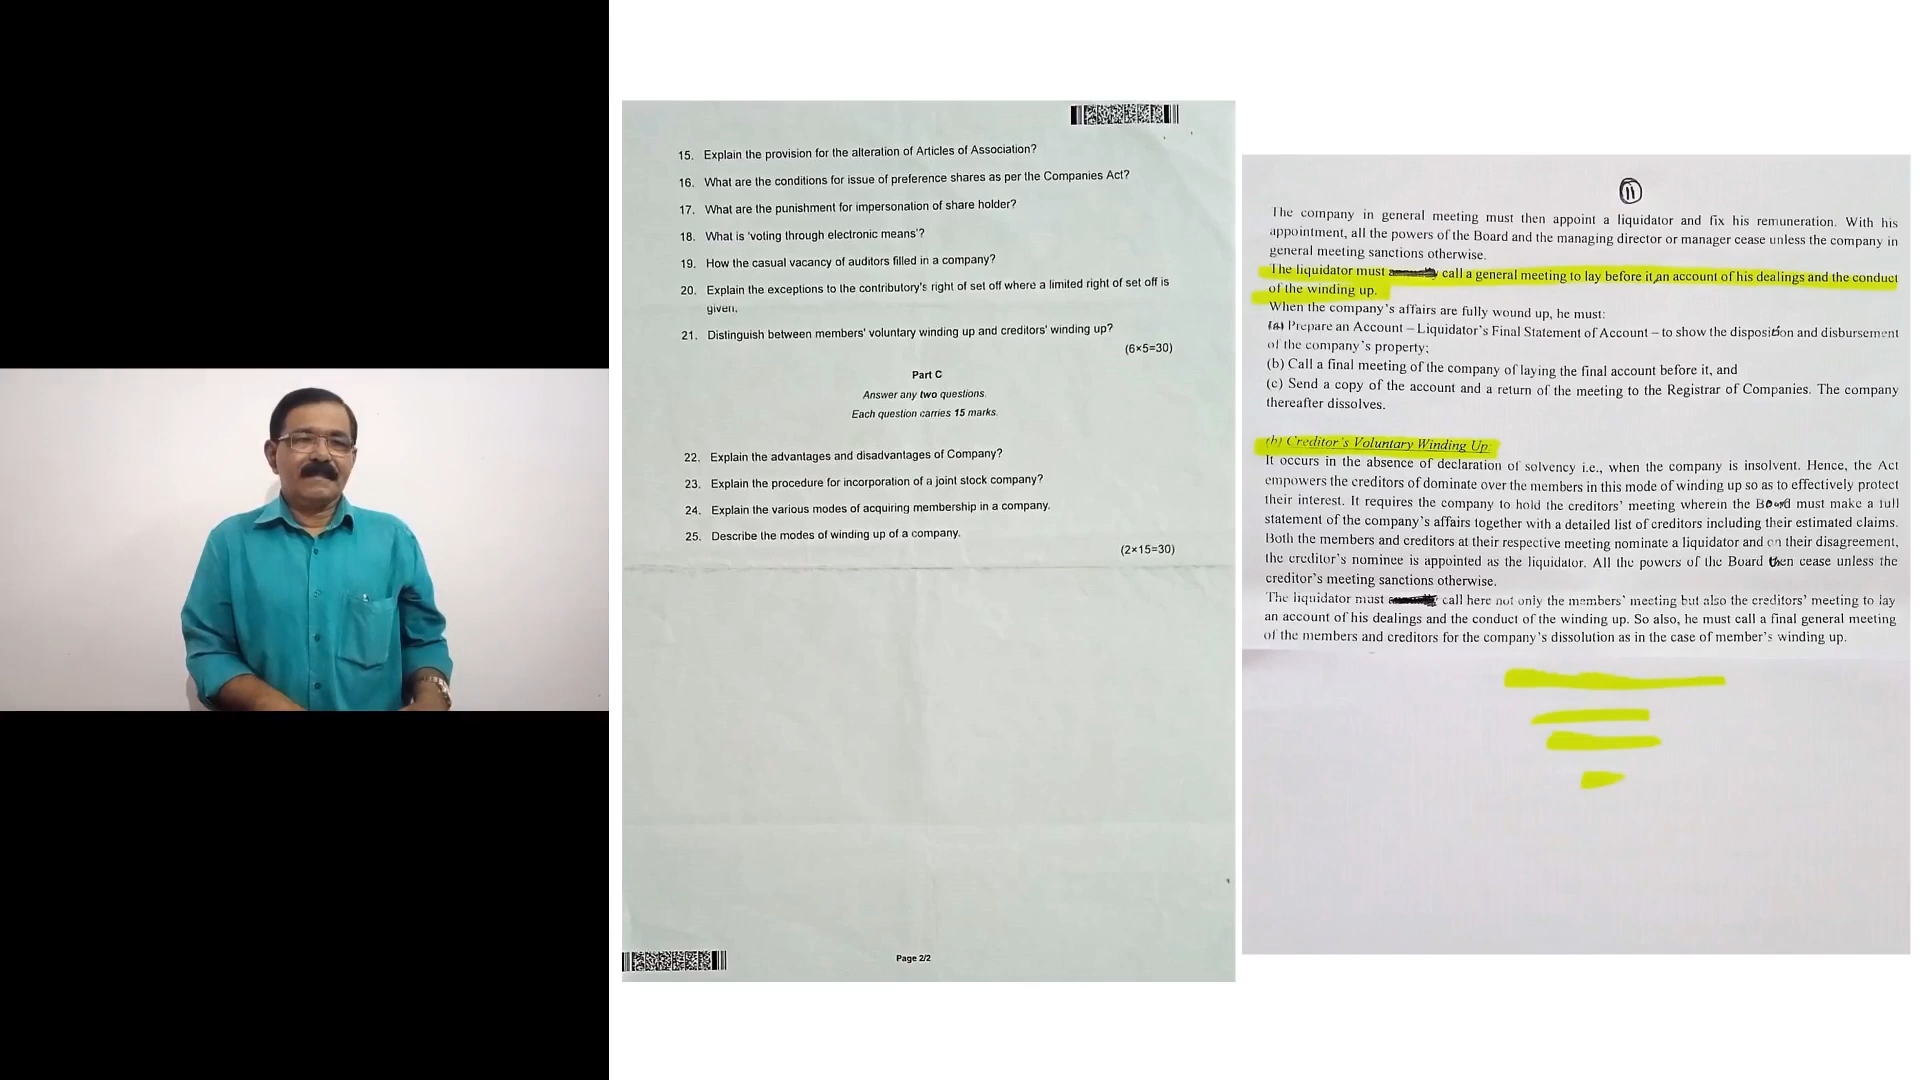 15. Explain the provision for the alteration of Articles of Association?
16. What are the conditions for issue of preference shares as per the Companies Act?
17. What are the punishment for impersonation of share holder?
18. What is 'voting through electronic means'?
19. How the casual vacancy of auditors filled in a company?
20. Explain the exceptions to the contributory's right of set off where a limited right of set off is
given.
21. Distinguish between members' voluntary winding up and creditors' winding up?
(6×5=30)
Part C
Answer any two questions.
Each question carries 15 marks.
22. Explain the advantages and disadvantages of Company?
23. Explain the procedure for incorporation of a joint stock company?
24. Explain the various modes of acquiring membership in a company.
25. Describe the modes of winding up of a company.
(2×15=30)
Page 2/2
11
The company in general meeting must then appoint a liquidator and fix his remuneration. With his
appointment, all the powers of the Board and the managing director or manager cease unless the company in
general meeting sanctions otherwise.
The liquidator must call a general meeting to lay before it, an account of his dealings and the conduct
of the winding up.
When the company's affairs are fully wound up, he must:
(a) Prepare an Account – Liquidator's Final Statement of Account – to show the disposition and disbursement
of the company's property;
(b) Call a final meeting of the company of laying the final account before it, and
(c) Send a copy of the account and a return of the meeting to the Registrar of Companies. The company
thereafter dissolves.
(b) Creditor's Voluntary Winding Up
It occurs in the absence of declaration of solvency i.e., when the company is insolvent. Hence, the Act
empowers the creditors of dominate over the members in this mode of winding up so as to effectively protect
their interest. It requires the company to hold the creditors' meeting wherein the Board must make a full
statement of the company's affairs together with a detailed list of creditors including their estimated claims.
Both the members and creditors at their respective meeting nominate a liquidator and on their disagreement,
the creditor's nominee is appointed as the liquidator. All the powers of the Board then cease unless the
creditor's meeting sanctions otherwise.
The liquidator must call here not only the members' meeting but also the creditors' meeting to lay
an account of his dealings and the conduct of the winding up. So also, he must call a final general meeting
of the members and creditors for the company's dissolution as in the case of member's winding up.